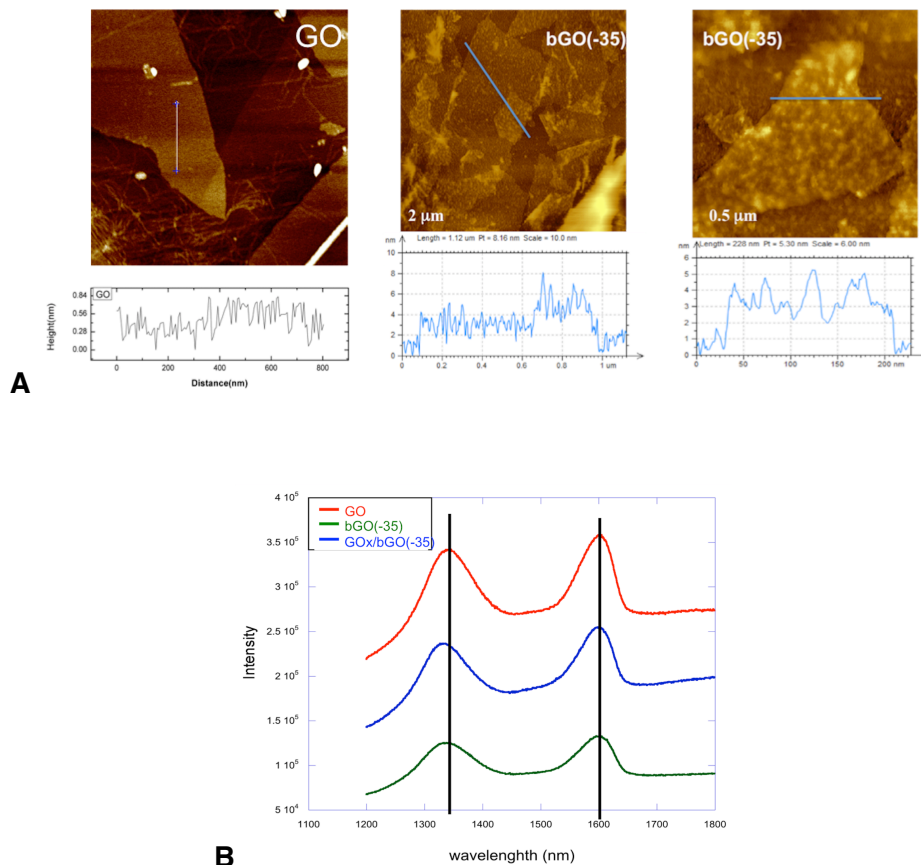 GO
bGO(-35)
bGO(-35)
2 μm
0.5 μm
Length = 1.12 um Pt = 8.16 nm Scale = 10.0 nm
Length = 228 nm Pt = 5.30 nm Scale = 6.00 nm
nm
10
8
6
4
2
0
0
0.2
0.4
0.6
0.8
1 um
nm
6
5
4
3
2
1
0
0
50
100
150
200 nm
GO
0.84
0.56
0.28
0.00
Height(nm)
0
200
400
600
800
Distance(nm)
A
4 10⁵
3.5 10⁵
3 10⁵
2.5 10⁵
2 10⁵
1.5 10⁵
1 10⁵
5 10⁴
Intensity
GO
bGO(-35)
GOx/bGO(-35)
1100
1200
1300
1400
1500
1600
1700
1800
wavelenghth (nm)
B